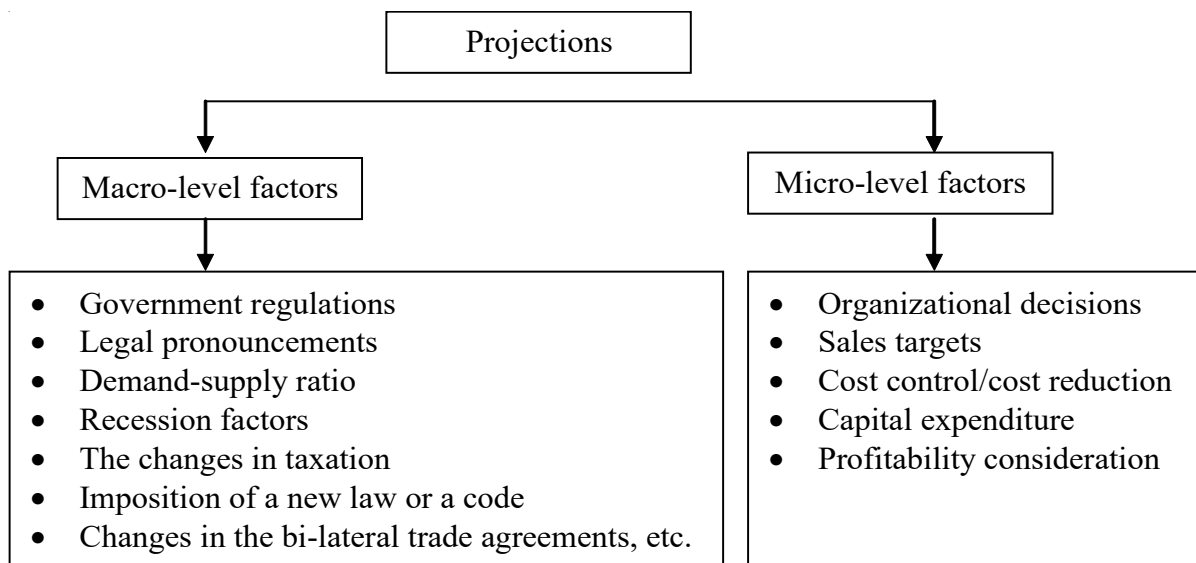 Projections
Macro-level factors
Micro-level factors
• Government regulations
• Legal pronouncements
• Demand-supply ratio
• Recession factors
• The changes in taxation
• Imposition of a new law or a code
• Changes in the bi-lateral trade agreements, etc.
• Organizational decisions
• Sales targets
• Cost control/cost reduction
• Capital expenditure
• Profitability consideration